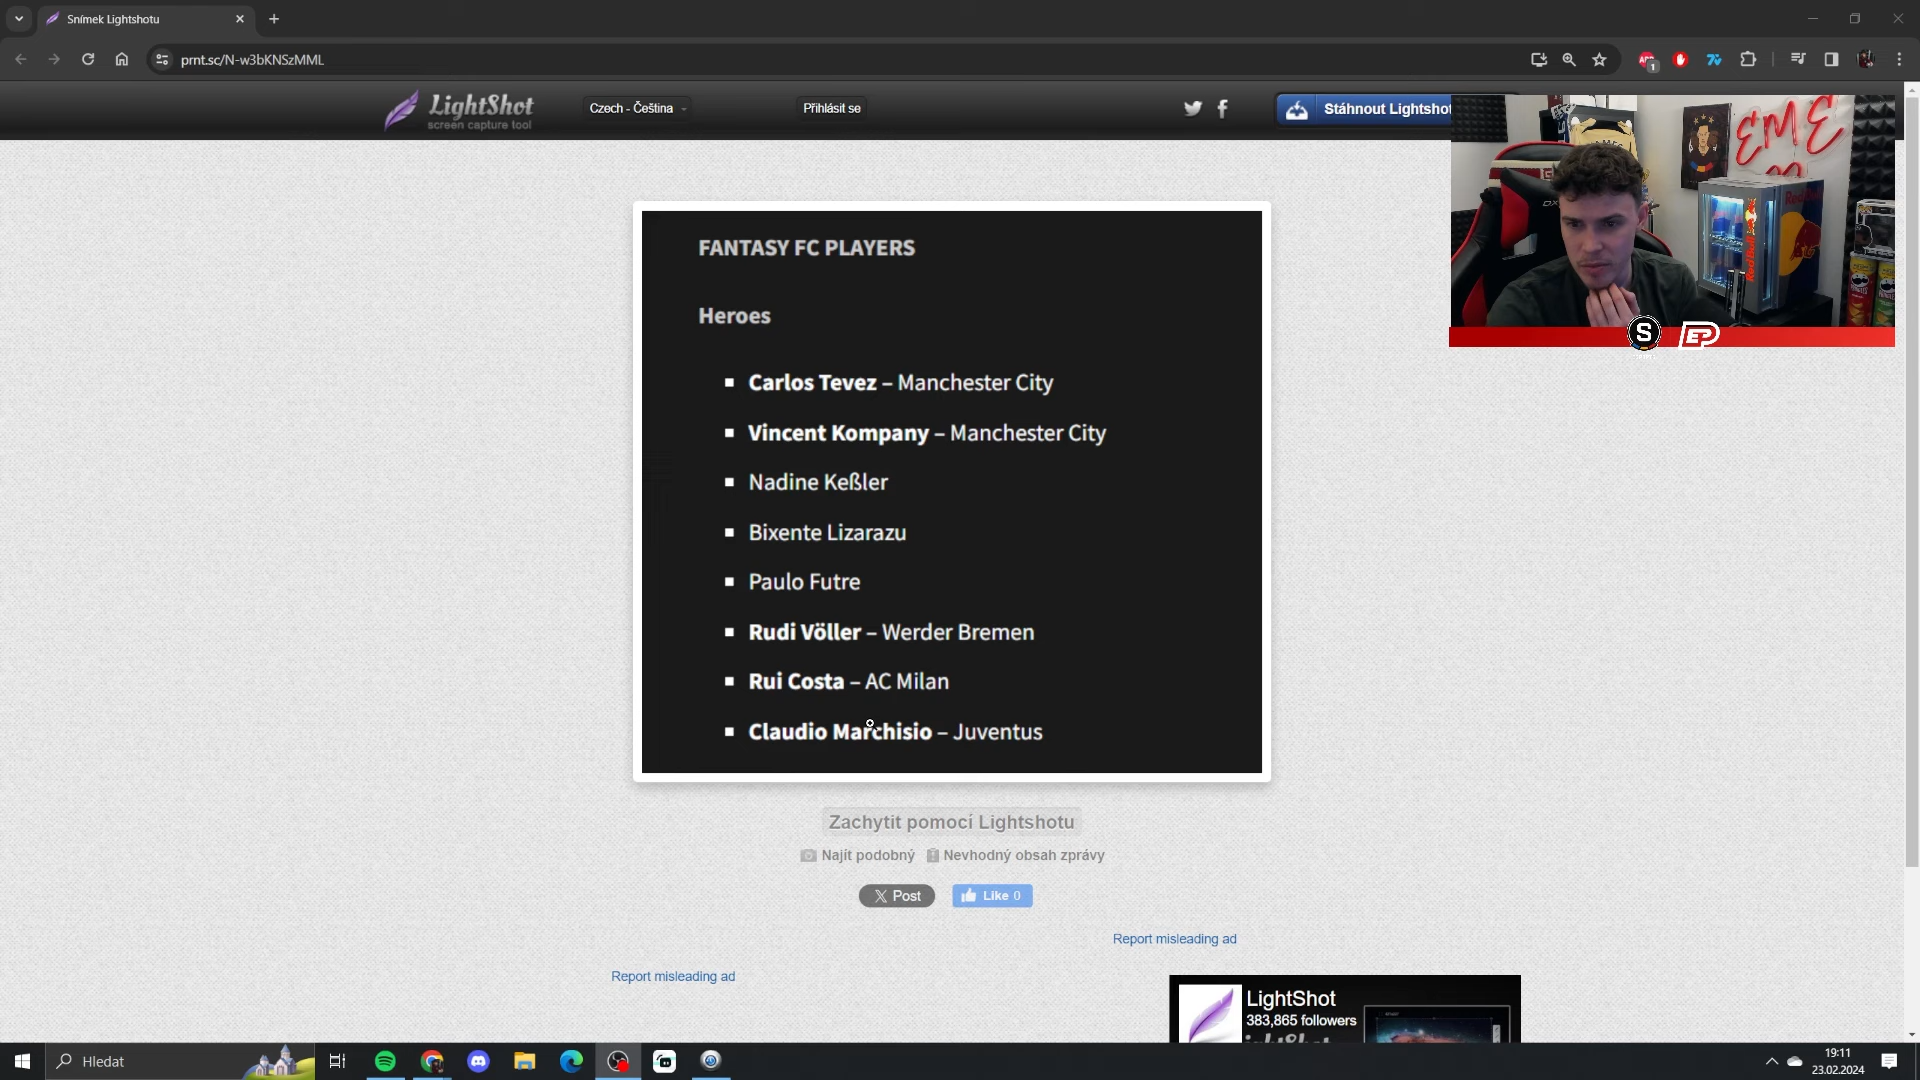 Snímek Lightshotu
prnt.sc/N-w3bKNSzMML
LightShot
screen capture tool
Czech - Čeština
Přihlásit se
Stáhnout Lightshot
EME
FANTASY FC PLAYERS
Heroes
Carlos Tevez – Manchester City
Vincent Kompany – Manchester City
Nadine Keßler
Bixente Lizarazu
Paulo Futre
Rudi Völler – Werder Bremen
Rui Costa – AC Milan
Claudio Marchisio – Juventus
S EP
Zachytit pomocí Lightshotu
Najít podobný Nevhodný obsah zprávy
X Post Like 0
Report misleading ad
Report misleading ad
LightShot
383,865 followers
Hledat
19:11
23.02.2024